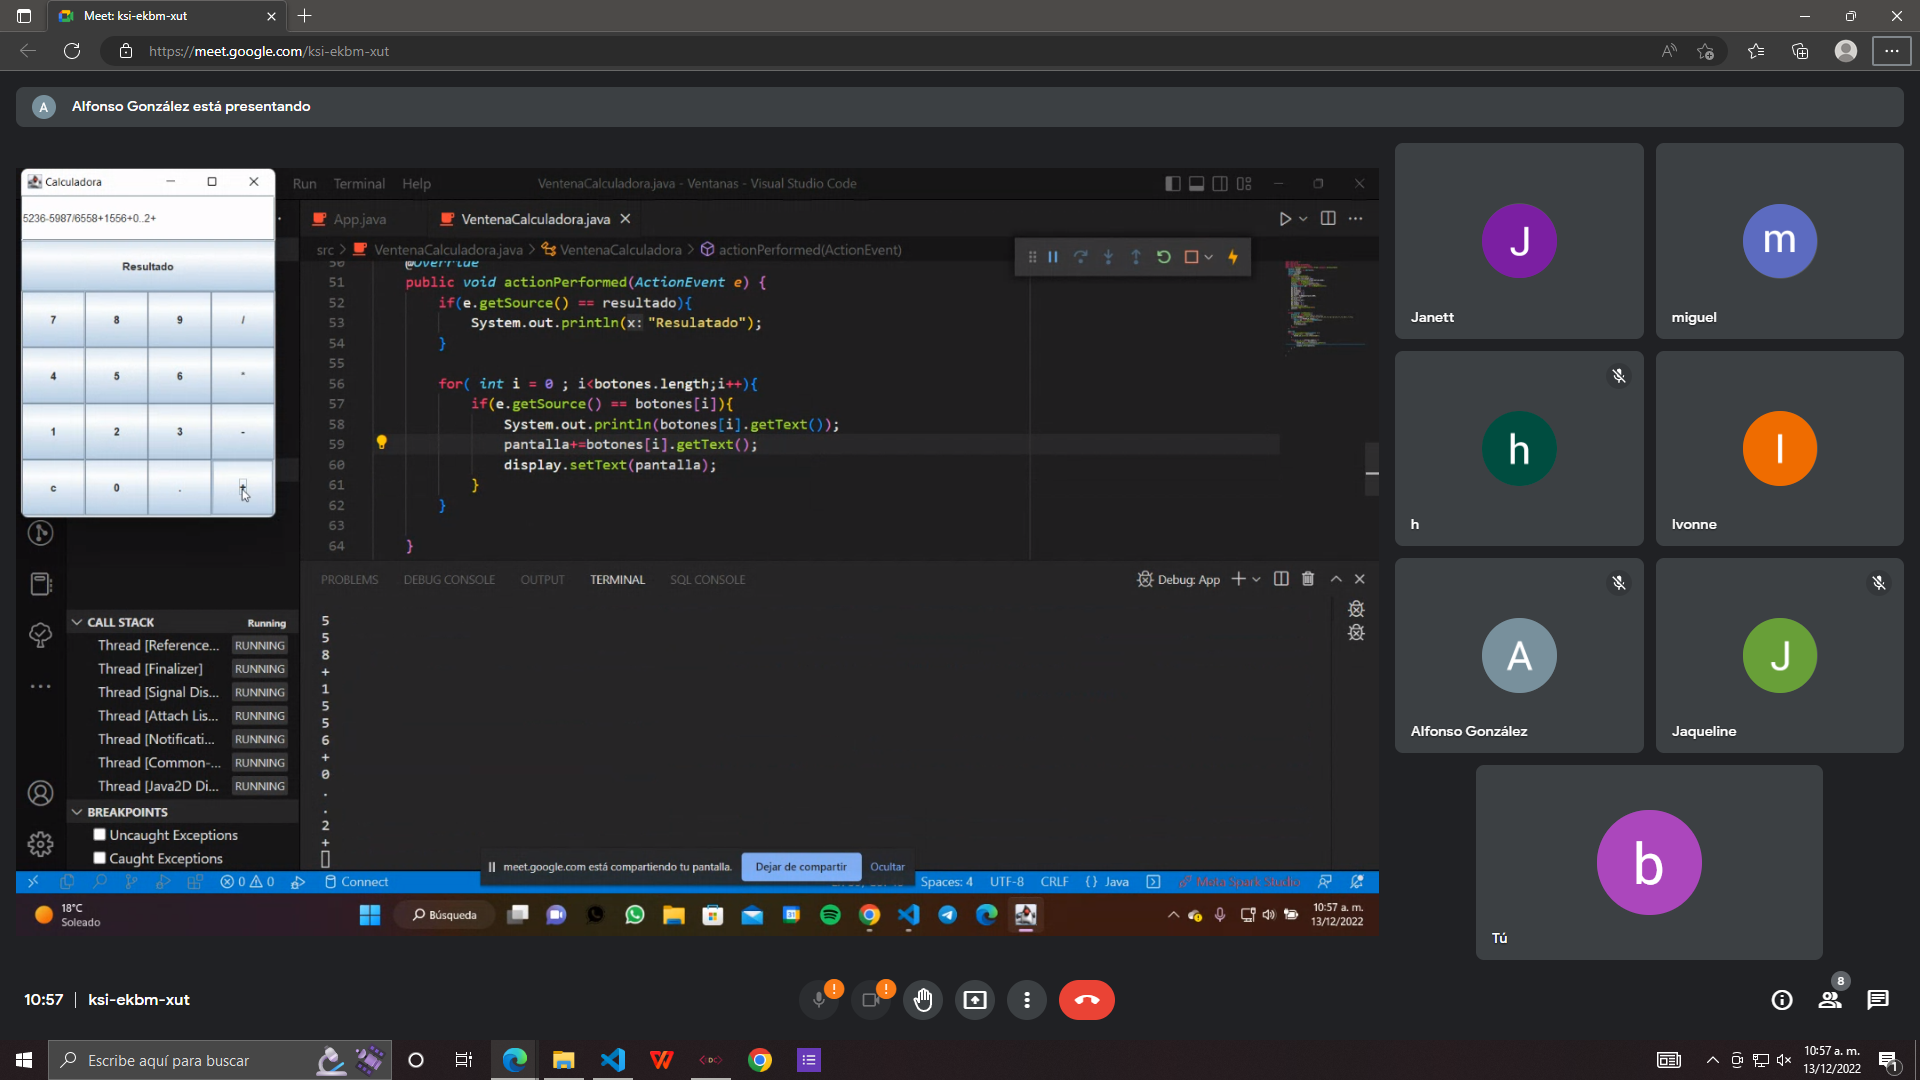 Meet: ksi-ekbm-xut
https://meet.google.com/ksi-ekbm-xut
A Alfonso González está presentando
Calculadora
5236-5987/6558+1556+0..2+
Resultado
7 8 9 /
4 5 6 *
1 2 3 -
c 0 . +
Run Terminal Help
VentenaCalculadora.java - Ventanas - Visual Studio Code
App.java
VentenaCalculadora.java
src > VentenaCalculadora.java > VentenaCalculadora > actionPerformed(ActionEvent)
50 @Override
51 public void actionPerformed(ActionEvent e) {
52 if(e.getSource() == resultado){
53 System.out.println(x: "Resulatado");
54 }
55
56 for( int i = 0 ; i<botones.length;i++){
57 if(e.getSource() == botones[i]){
58 System.out.println(botones[i].getText());
59 pantalla+=botones[i].getText();
60 display.setText(pantalla);
61 }
62 }
63
64 }
PROBLEMS DEBUG CONSOLE OUTPUT TERMINAL SQL CONSOLE
Debug: App
5
5
8
+
1
5
5
6
+
0
.
.
2
+
CALL STACK Running
Thread [Reference... RUNNING
Thread [Finalizer] RUNNING
Thread [Signal Dis... RUNNING
Thread [Attach Lis... RUNNING
Thread [Notificati... RUNNING
Thread [Common-... RUNNING
Thread [Java2D Di... RUNNING
BREAKPOINTS
Uncaught Exceptions
Caught Exceptions
meet.google.com está compartiendo tu pantalla. Dejar de compartir Ocultar
0 0 Connect
Spaces: 4 UTF-8 CRLF {} Java Meta Spark Studio
18°C
Soleado
Búsqueda
10:57 a. m.
13/12/2022
J
Janett
m
miguel
h
h
I
Ivonne
A
Alfonso González
J
Jaqueline
b
Tú
10:57 | ksi-ekbm-xut
8
Escribe aquí para buscar
10:57 a. m.
13/12/2022
1